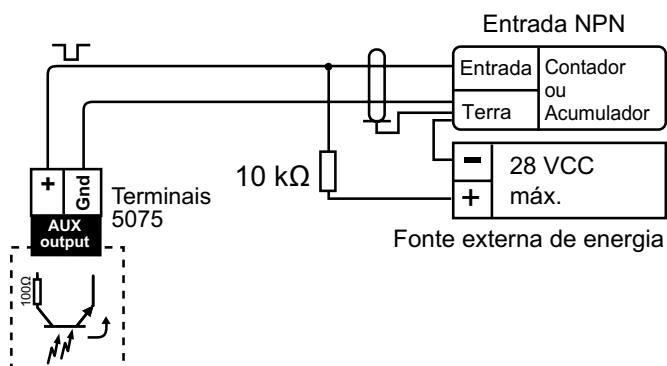 Entrada NPN
Entrada
Contador
ou
Acumulador
Terra
10 kΩ
–
+
28 VCC
máx.
Fonte externa de energia
+
Gnd
Terminais
5075
AUX
output
100Ω